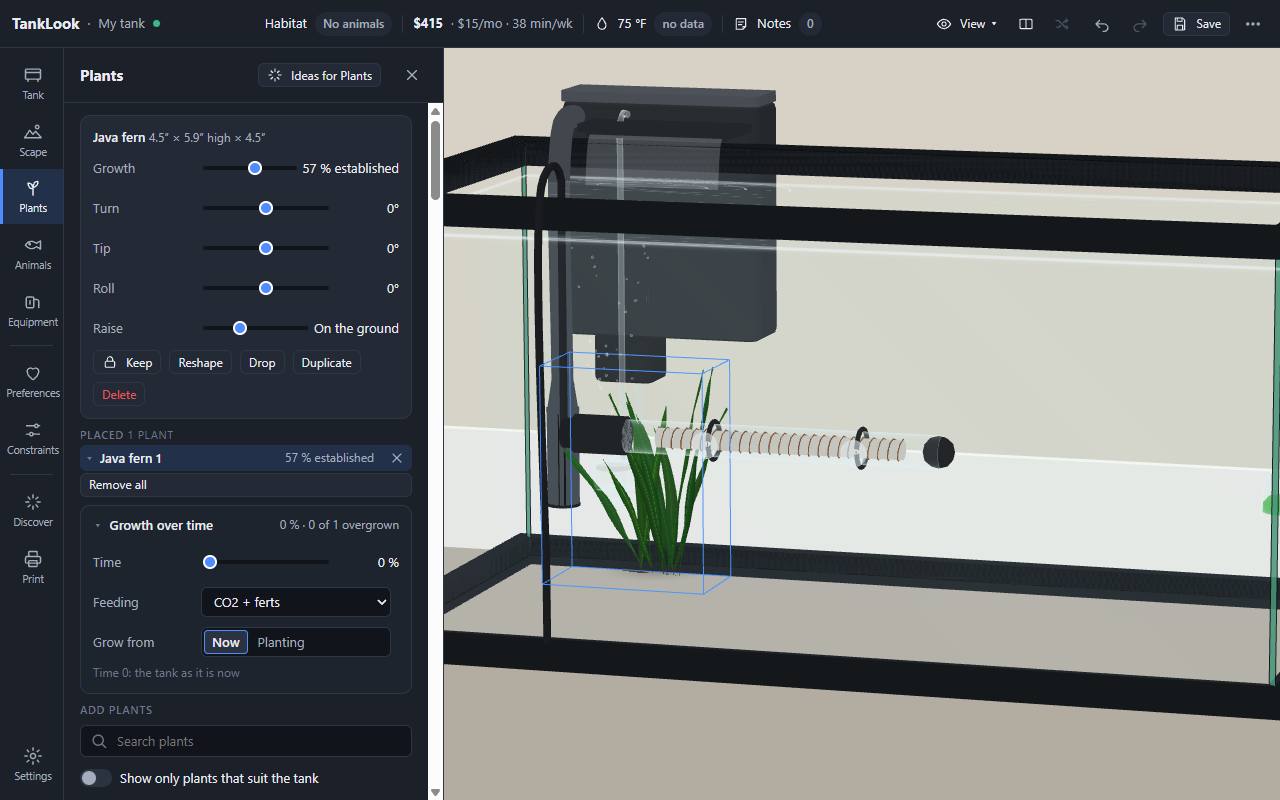 TankLook · My tank
Habitat No animals
$415 · $15/mo · 38 min/wk
75 °F no data
Notes 0
View
Save
Tank
Scape
Plants
Animals
Equipment
Preferences
Constraints
Discover
Print
Settings
Plants
Ideas for Plants
Java fern 4.5″ × 5.9″ high × 4.5″
Growth 57 % established
Turn 0°
Tip 0°
Roll 0°
Raise On the ground
Keep Reshape Drop Duplicate
Delete
PLACED 1 PLANT
Java fern 1 57 % established
Remove all
Growth over time 0 % · 0 of 1 overgrown
Time 0 %
Feeding CO2 + ferts
Grow from Now Planting
Time 0: the tank as it is now
ADD PLANTS
Search plants
Show only plants that suit the tank